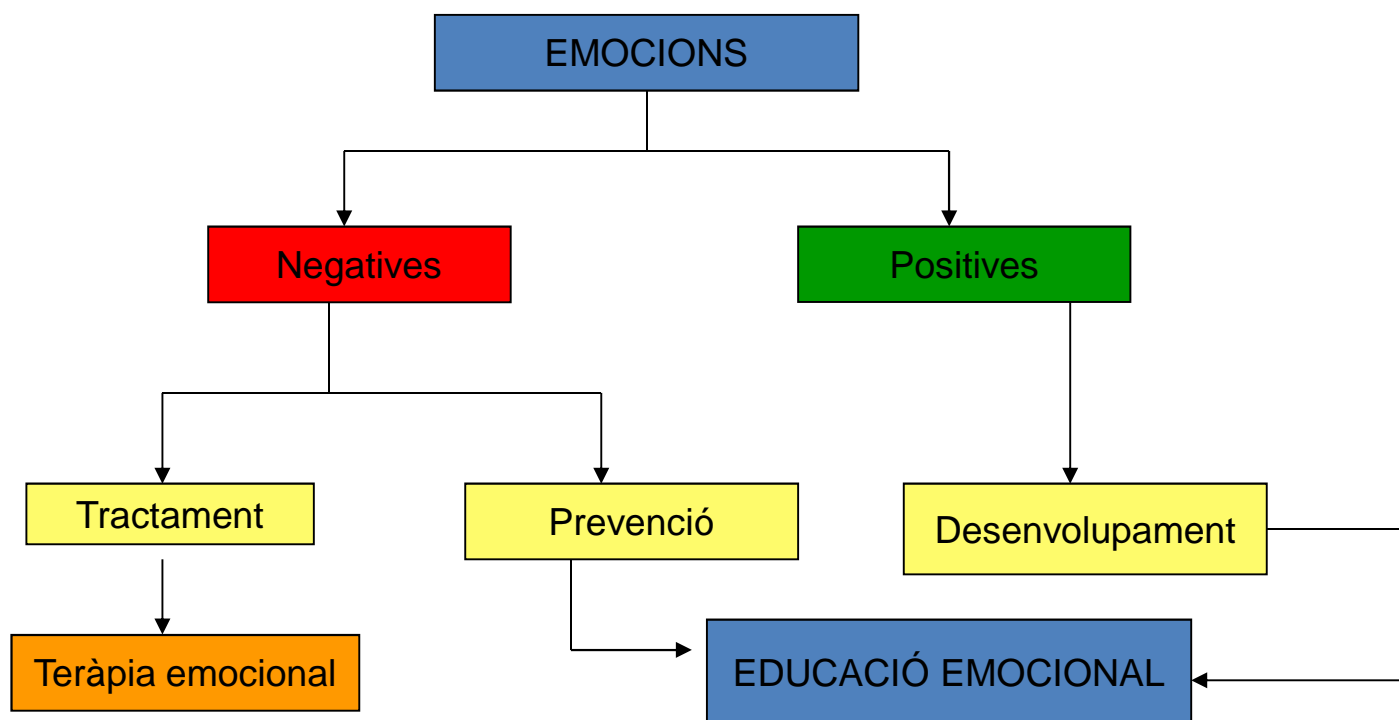 EMOCIONS
Negatives
Positives
Tractament
Prevenció
Desenvolupament
Teràpia emocional
EDUCACIÓ EMOCIONAL